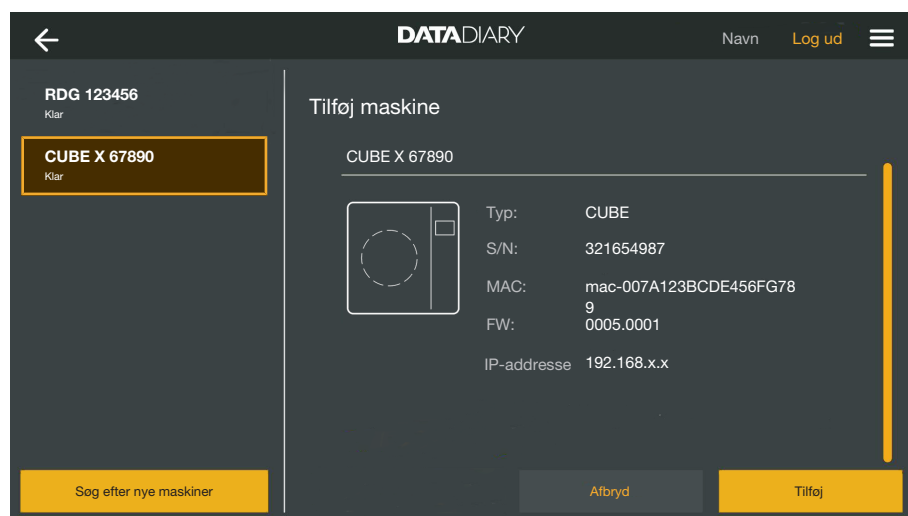 DATADIARY
Navn
Log ud
RDG 123456
Klar
CUBE X 67890
Klar
Søg efter nye maskiner
Tilføj maskine
CUBE X 67890
Typ: CUBE
S/N: 321654987
MAC: mac-007A123BCDE456FG78
9
FW: 0005.0001
IP-addresse 192.168.x.x
Afbryd
Tilføj